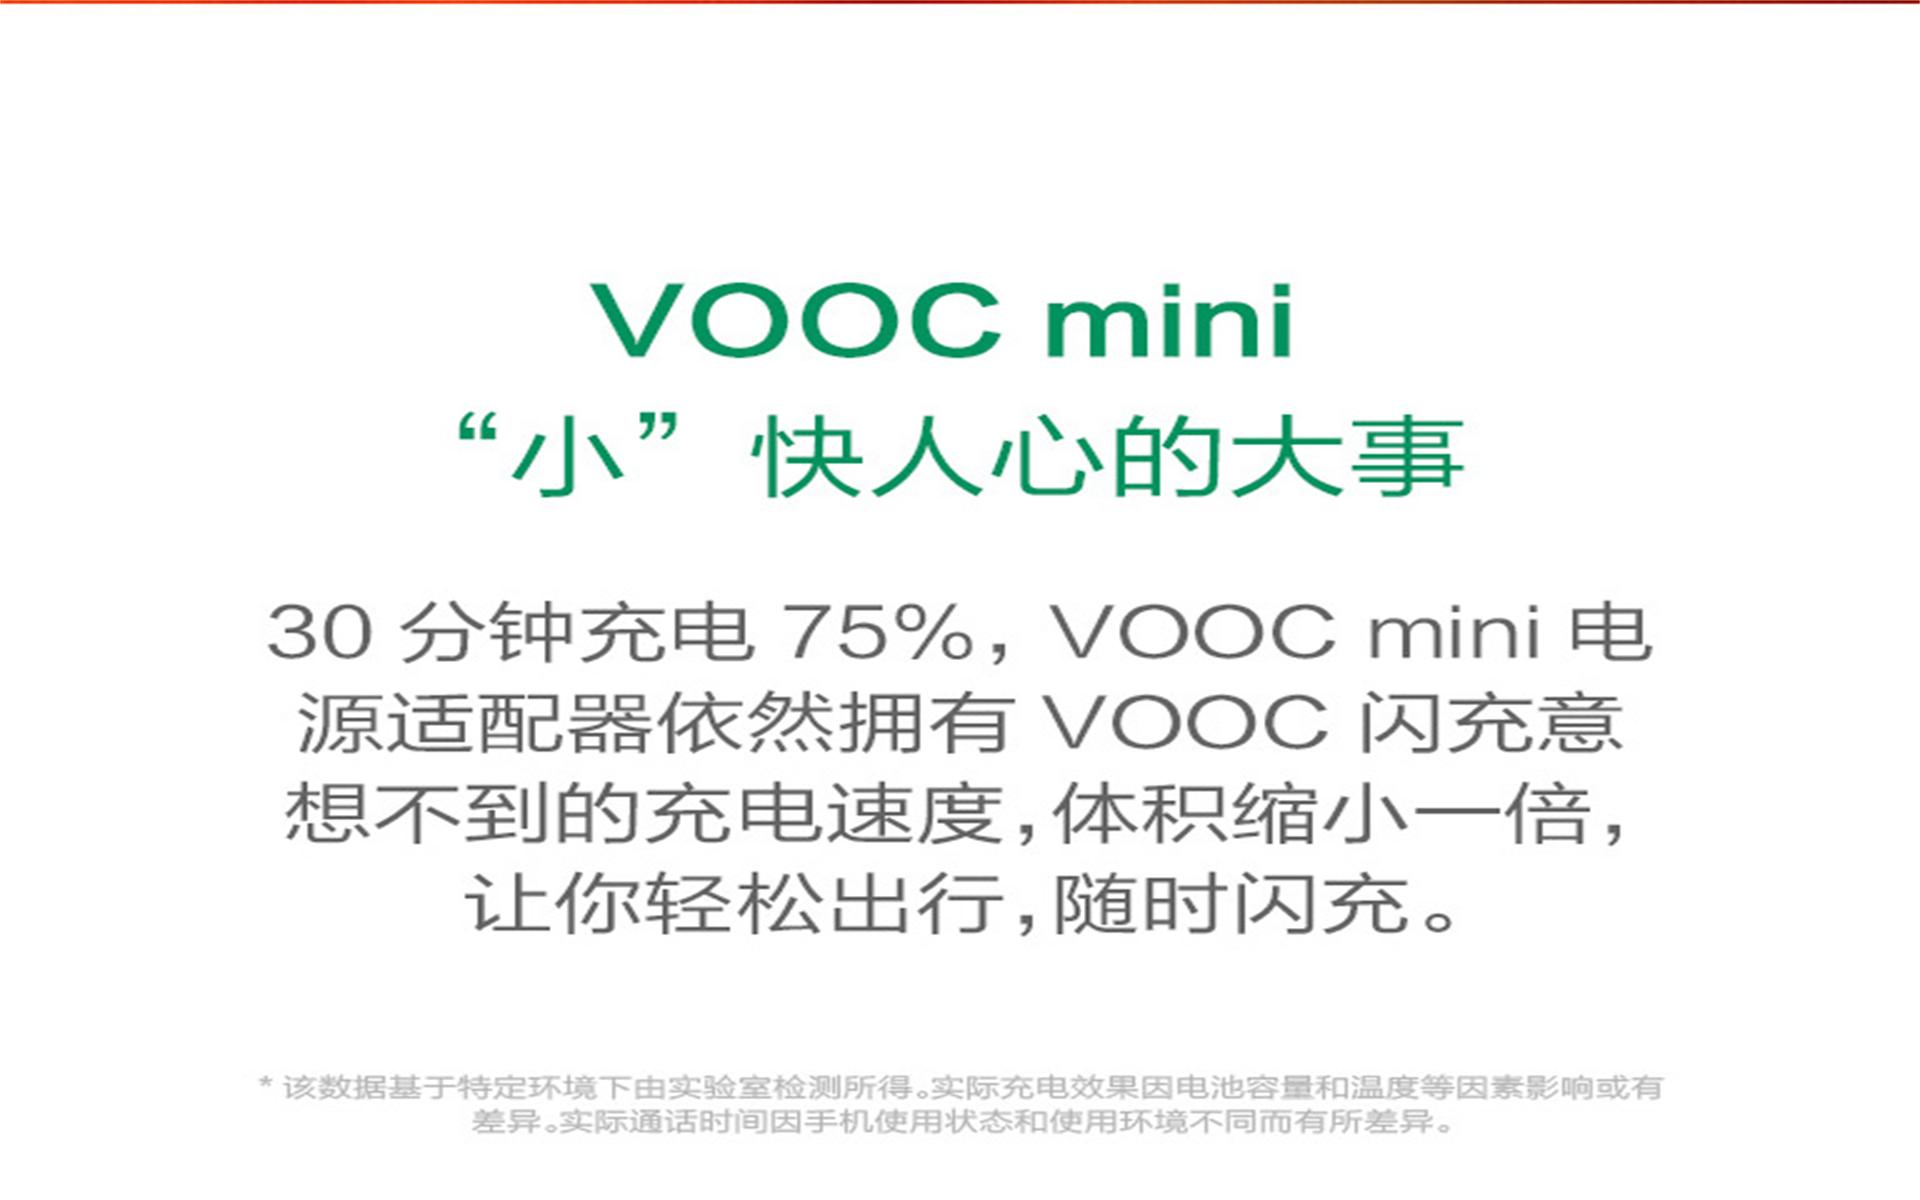 VOOC mini
“小”快人心的大事
30 分钟充电 75%，VOOC mini 电
源适配器依然拥有 VOOC 闪充意
想不到的充电速度，体积缩小一倍，
让你轻松出行，随时闪充。
* 该数据基于特定环境下由实验室检测所得。实际充电效果因电池容量和温度等因素影响或有
差异。实际通话时间因手机使用状态和使用环境不同而有所差异。